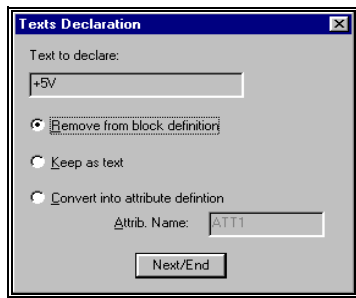 Texts Declaration
Text to declare:
+5V
Remove from block definition
Keep as text
Convert into attribute defintion
Attrib. Name: ATT1
Next/End